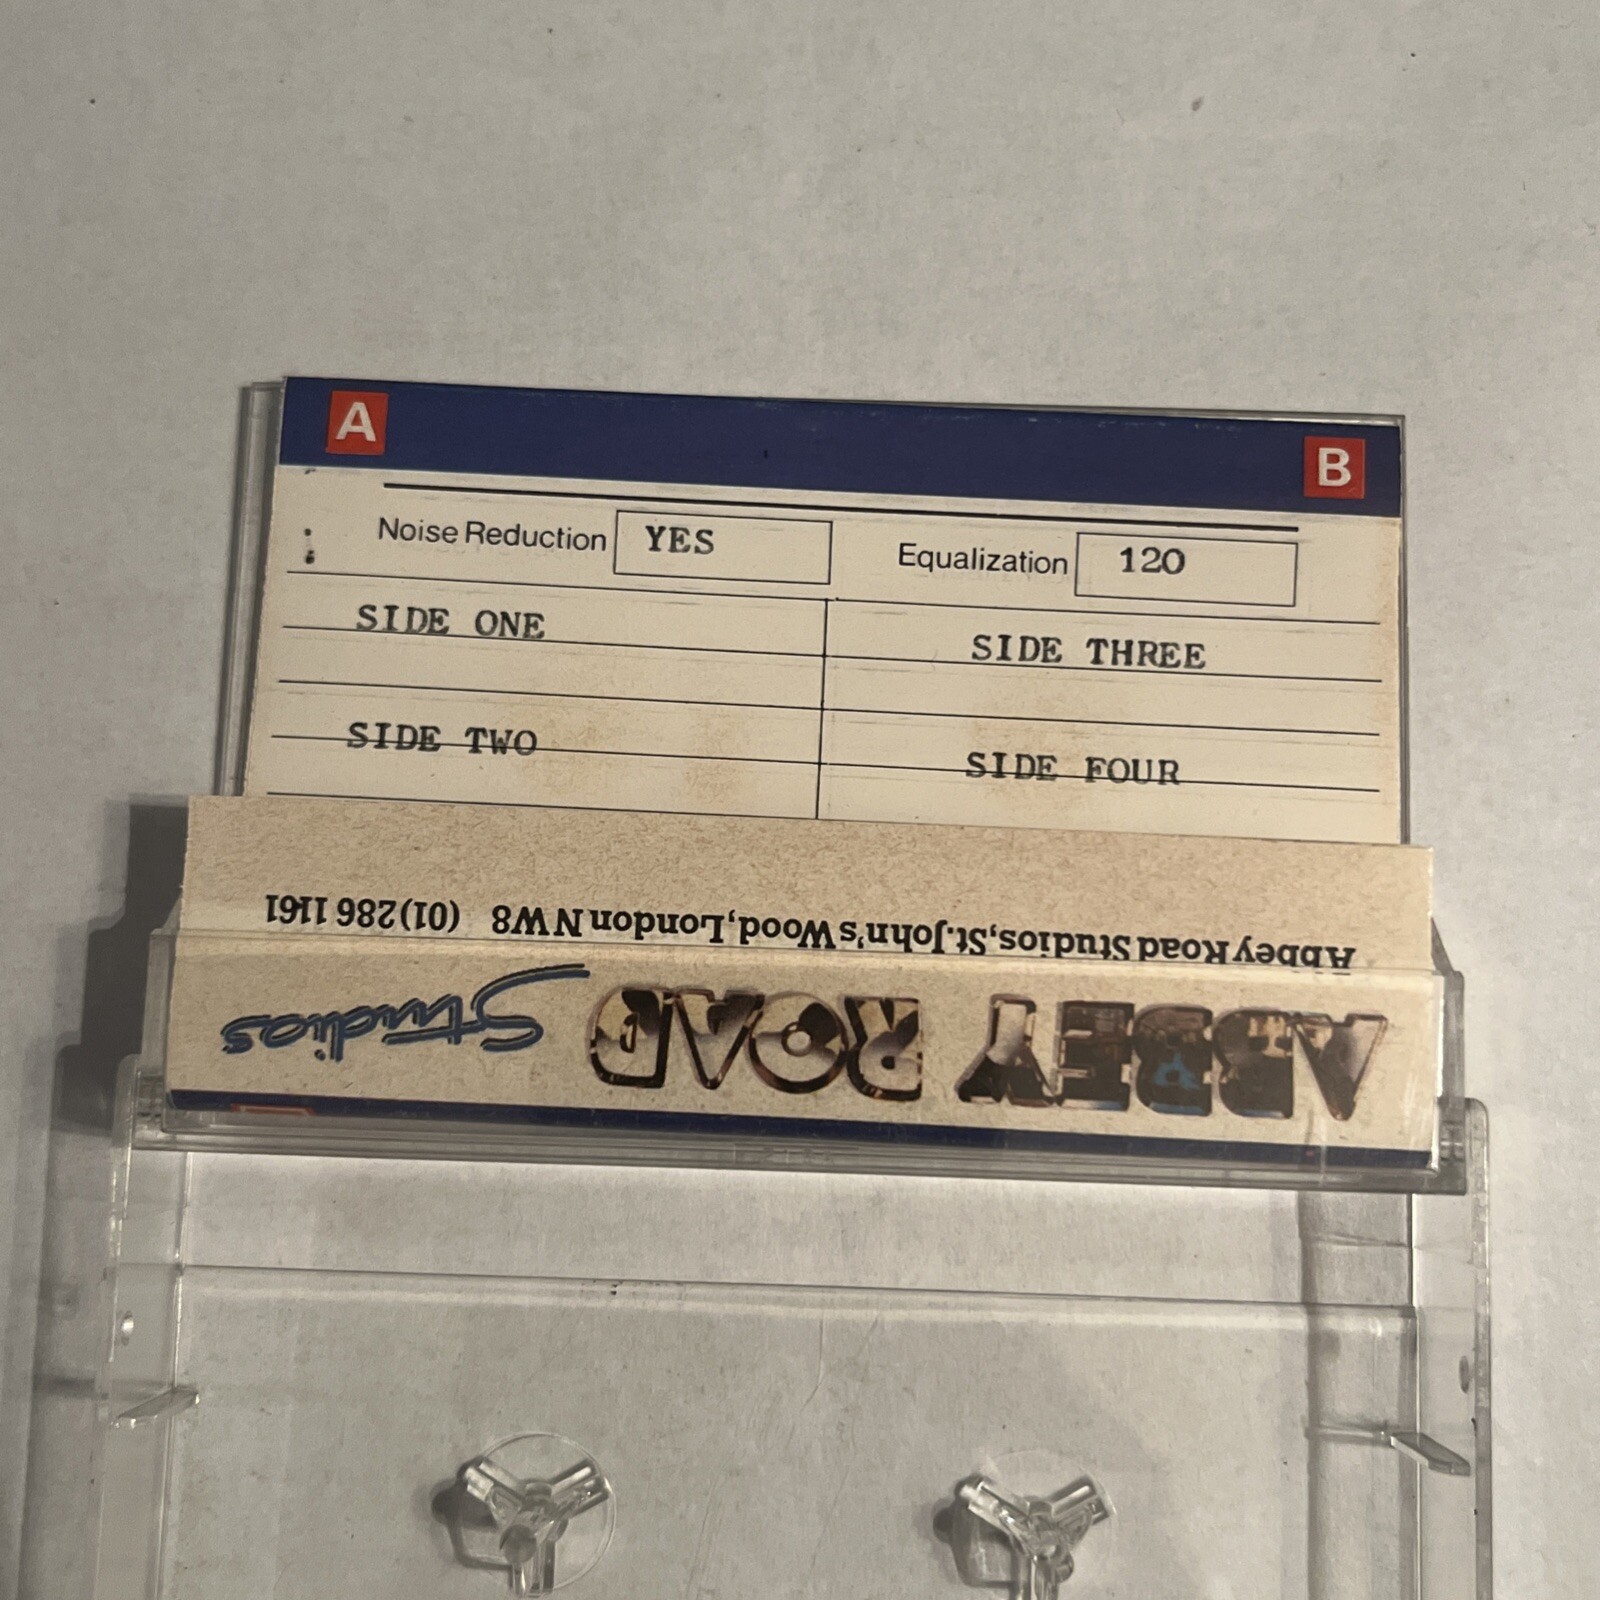 A B
Noise Reduction YES Equalization 120
SIDE ONE SIDE THREE
SIDE TWO SIDE FOUR
Abbey Road Studios, St. John's Wood, London NW8 (01) 286 1161
ABBEY ROAD Studios